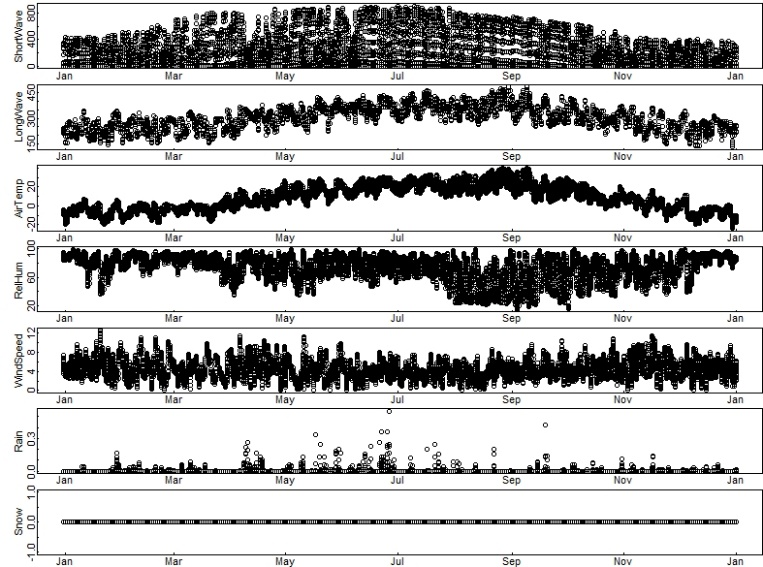 ShortWave
0 400 800
Jan Mar May Jul Sep Nov Jan
LongWave
150 300 450
Jan Mar May Jul Sep Nov Jan
AirTemp
-20 0 20
Jan Mar May Jul Sep Nov Jan
RelHum
20 60 100
Jan Mar May Jul Sep Nov Jan
WindSpeed
0 4 8 12
Jan Mar May Jul Sep Nov Jan
Rain
0.0 0.3
Jan Mar May Jul Sep Nov Jan
Snow
-1.0 0.0 1.0
Jan Mar May Jul Sep Nov Jan